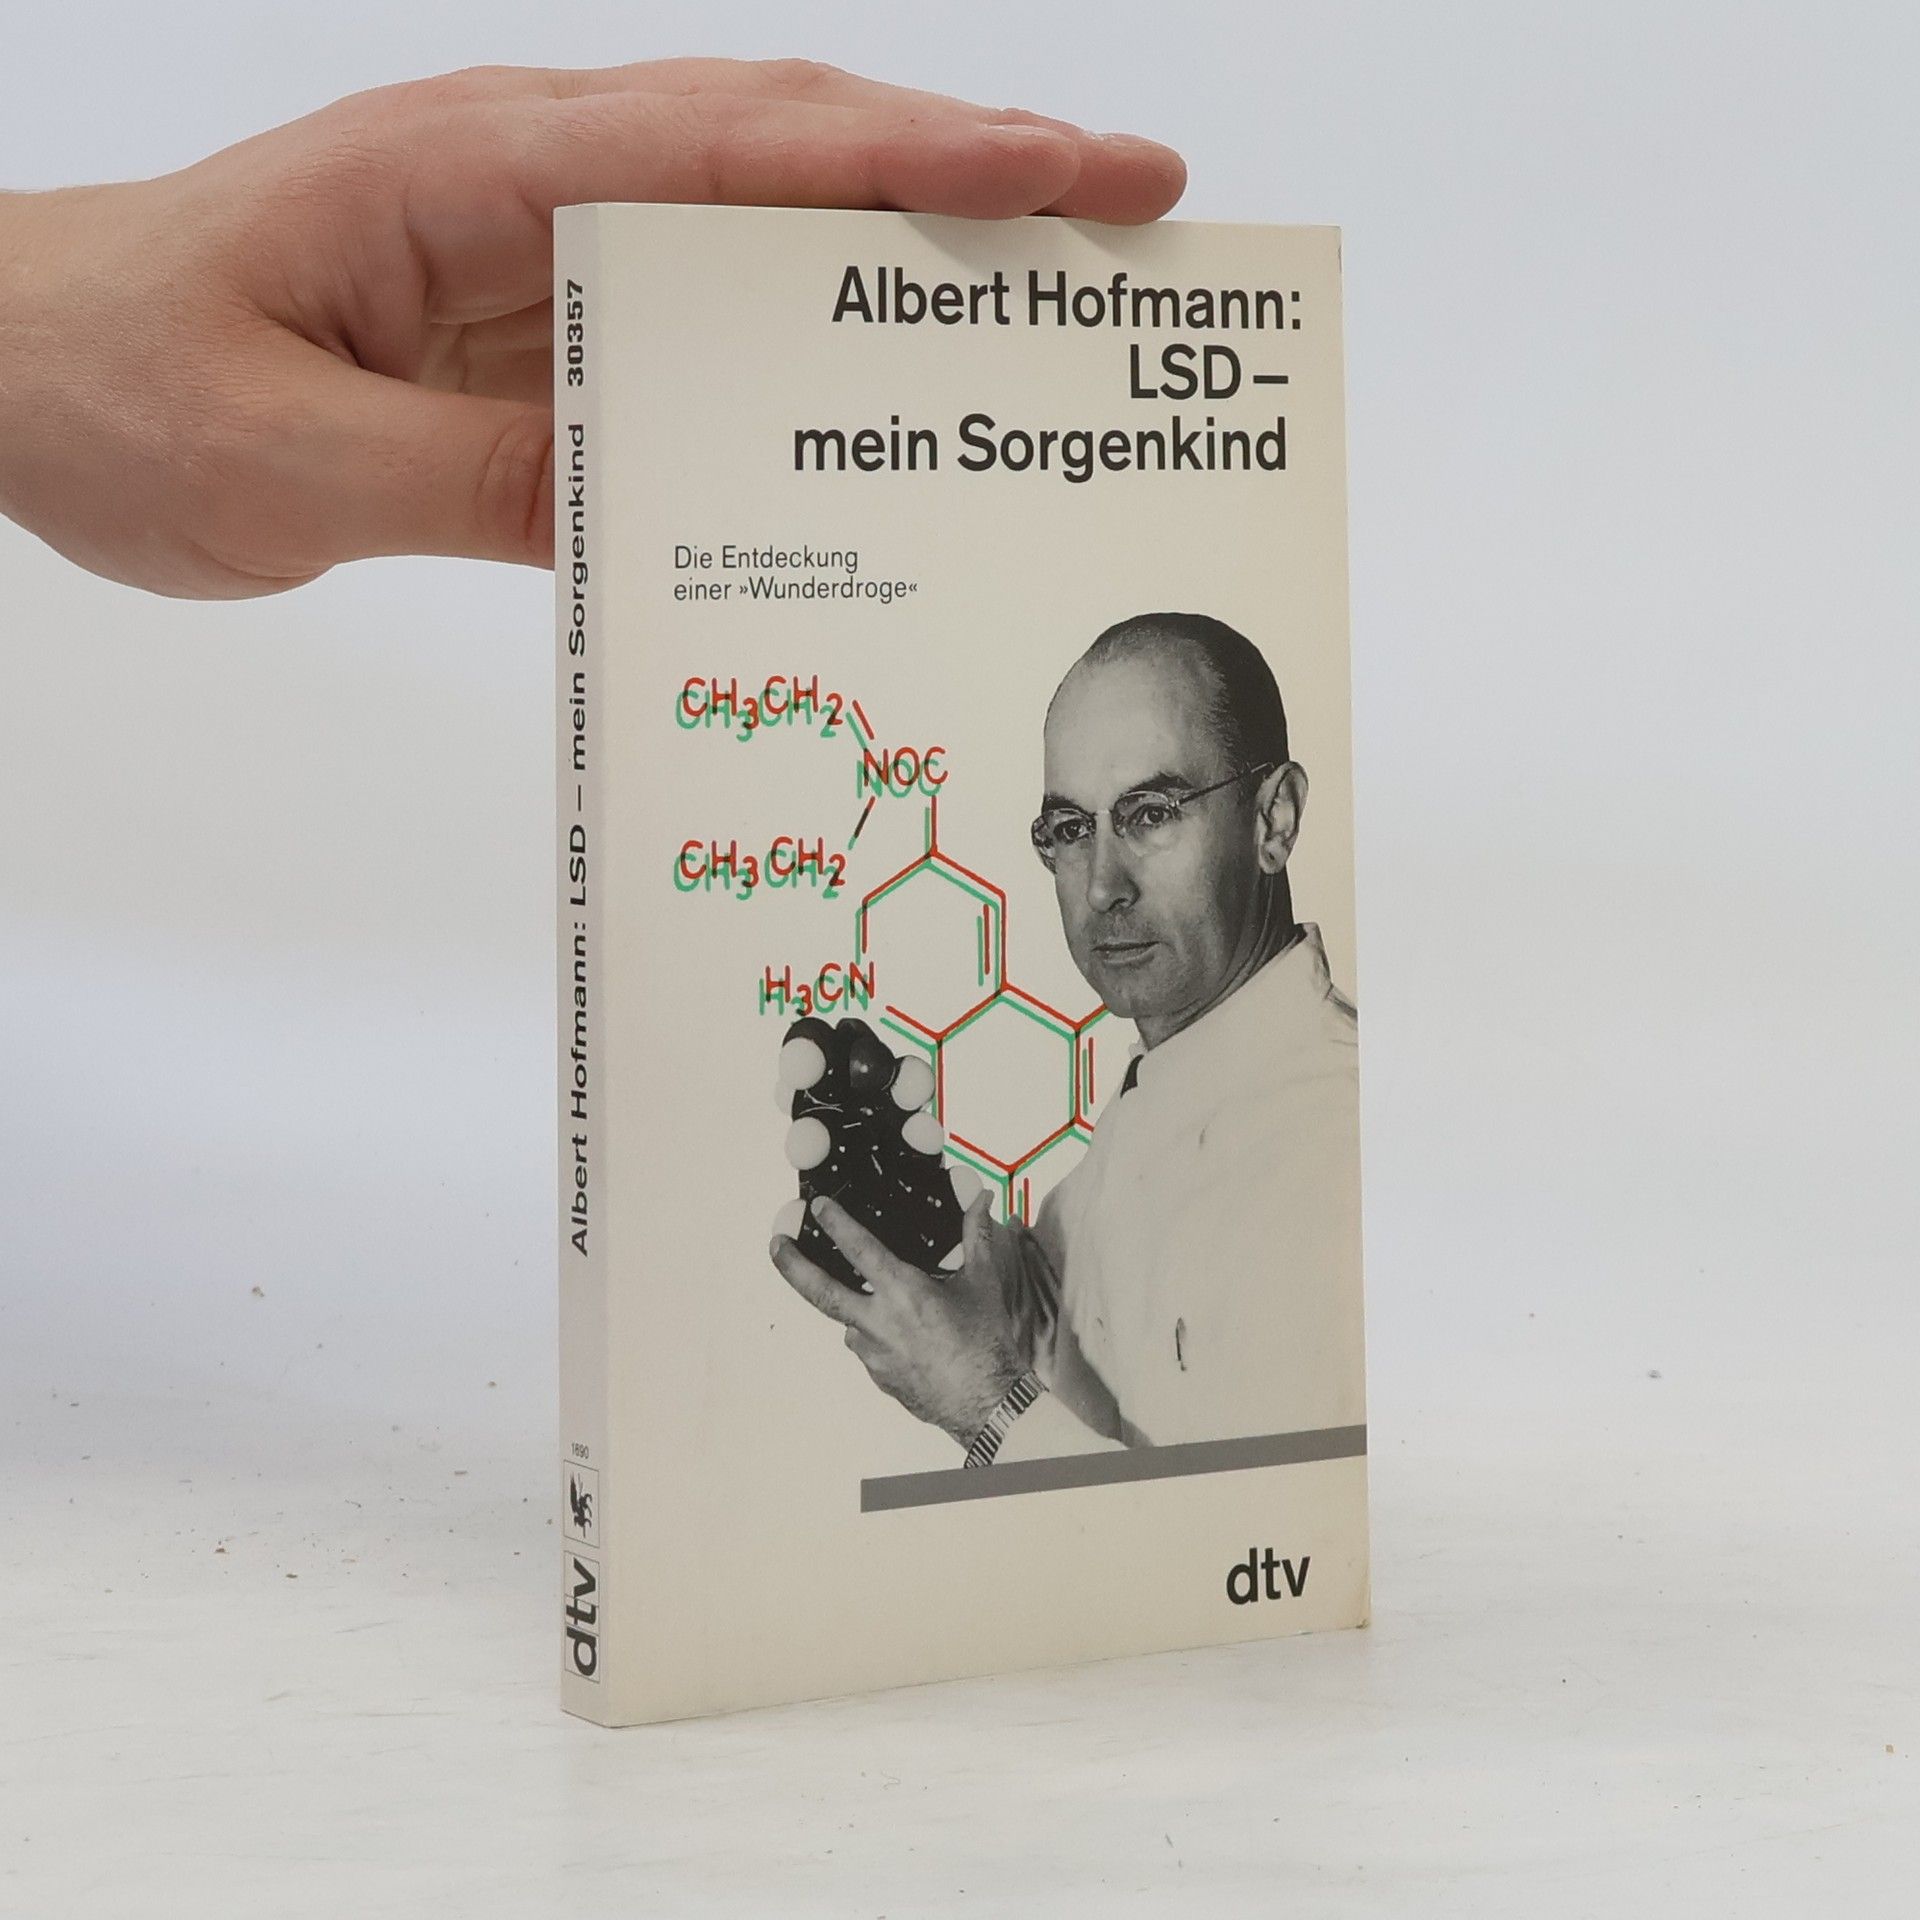 Albert Hofmann:
LSD –
mein Sorgenkind
Die Entdeckung
einer »Wunderdroge«
CH3CH2
NOC
CH3CH2
H3CN
dtv
Albert Hofmann: LSD – mein Sorgenkind 30357
1690
dtv